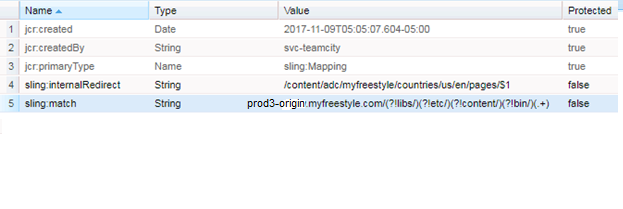 Name Type Value Protected
1 jcr:created Date 2017-11-09T05:05:07.604-05:00 true
2 jcr:createdBy String svc-teamcity true
3 jcr:primaryType Name sling:Mapping true
4 sling:internalRedirect String /content/adc/myfreestyle/countries/us/en/pages/$1 false
5 sling:match String prod3-origin.myfreestyle.com/(?!libs/)(?!etc/)(?!content/)(?!bin/)(.+) false